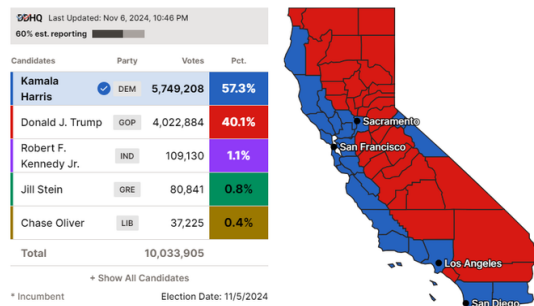 DDHQ Last Updated: Nov 6, 2024, 10:46 PM
60% est. reporting
Candidates Party Votes Pct.
Kamala Harris DEM 5,749,208 57.3%
Donald J. Trump GOP 4,022,884 40.1%
Robert F. Kennedy Jr. IND 109,130 1.1%
Jill Stein GRE 80,841 0.8%
Chase Oliver LIB 37,225 0.4%
Total 10,033,905
+ Show All Candidates
* Incumbent Election Date: 11/5/2024
Sacramento
San Francisco
Los Angeles
San Diego